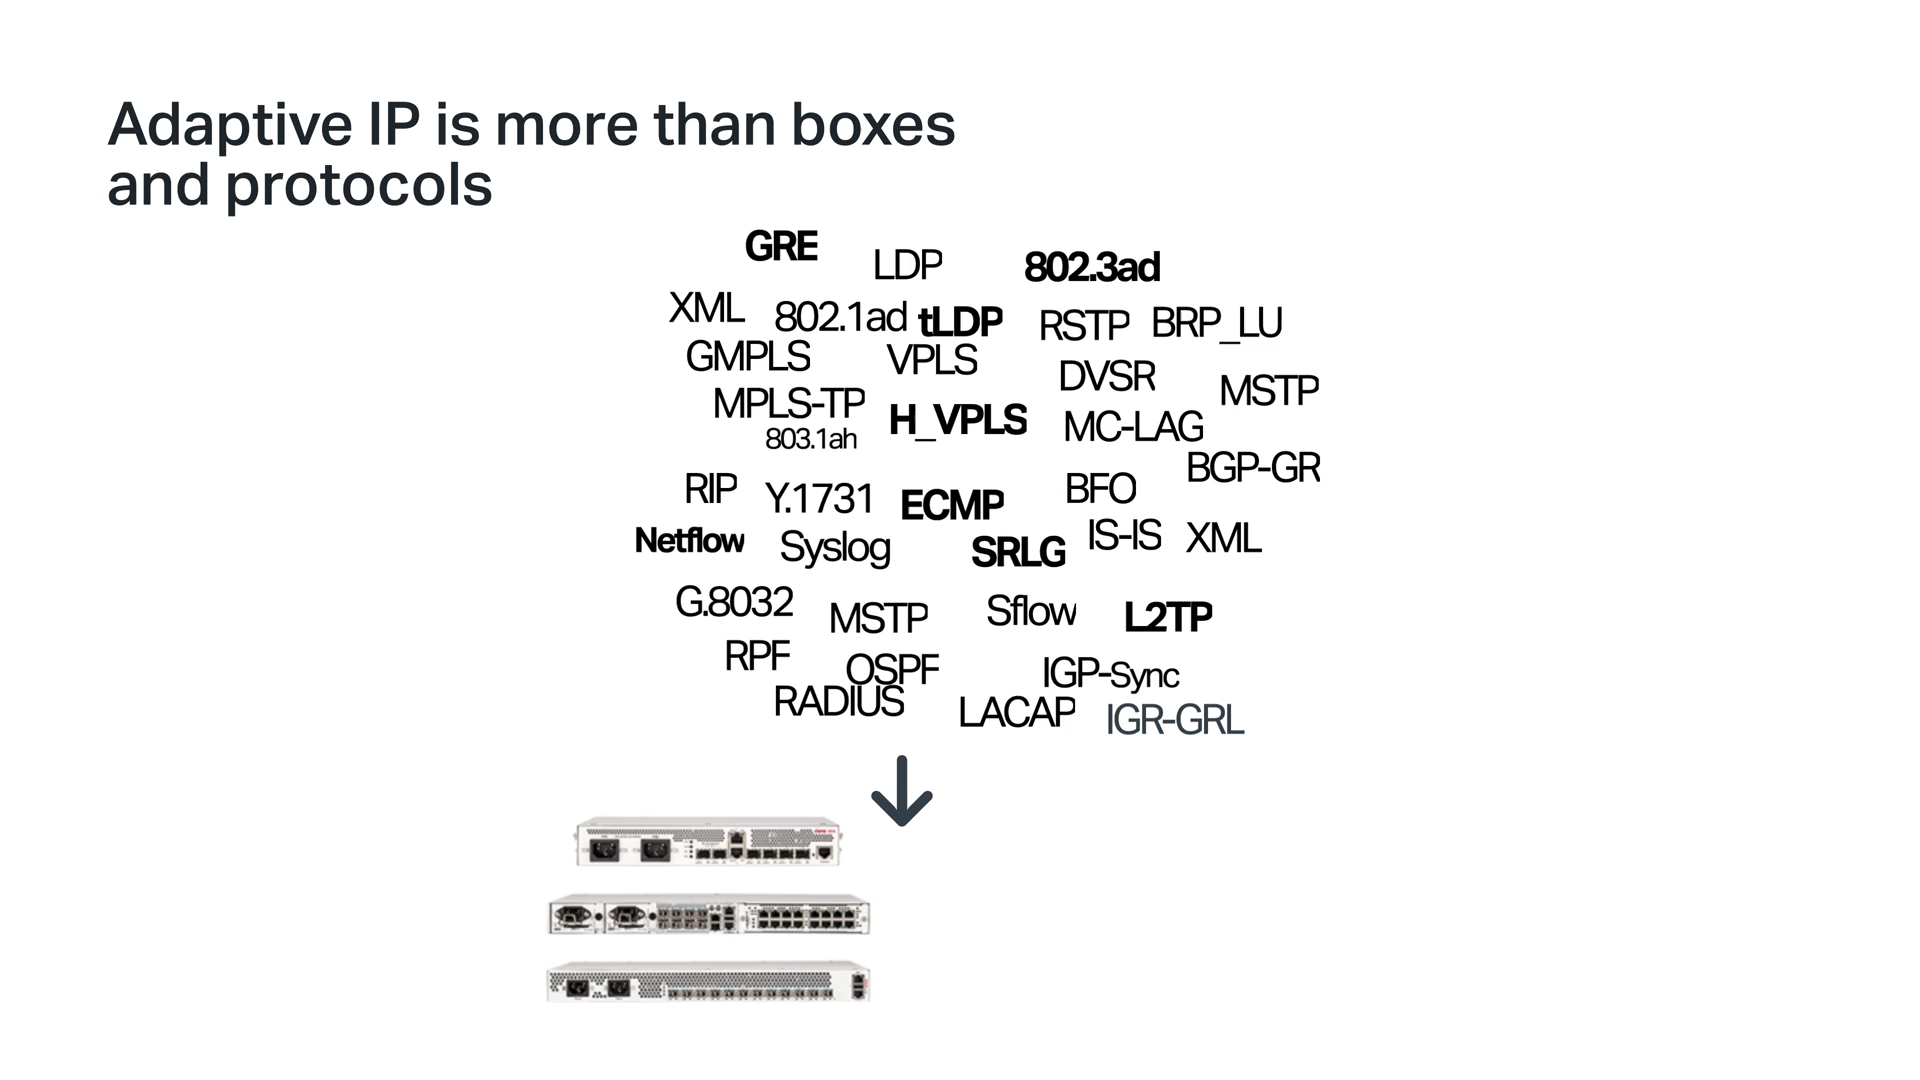 Adaptive IP is more than boxes
and protocols
GRE
LDP
802.3ad
XML
802.1ad
tLDP
RSTP
BRP_LU
GMPLS
VPLS
DVSR
MSTP
MPLS-TP
H_VPLS
MC-LAG
803.1ah
BGP-GR
RIP
Y.1731
ECMP
BFO
Netflow
Syslog
SRLG
IS-IS
XML
G.8032
MSTP
Sflow
L2TP
RPF
OSPF
IGP-Sync
RADIUS
LACAP
IGR-GRL